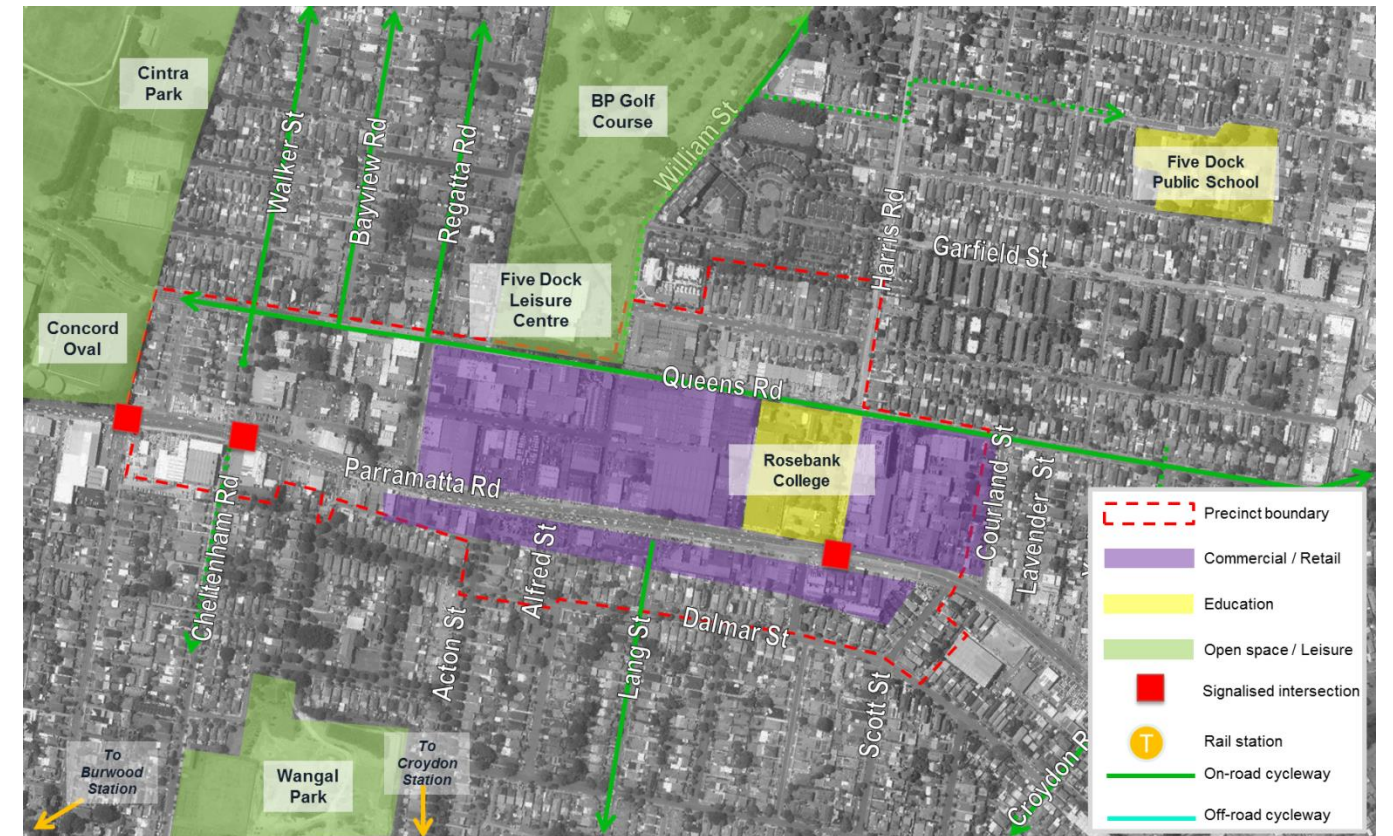 Cintra
Park
BP Golf
Course
Five Dock
Public School
Walker St
Bayview Rd
Regatta Rd
William St
Harris Rd
Garfield St
Five Dock
Leisure
Centre
Concord
Oval
Queens Rd
Rosebank
College
Parramatta Rd
Courland St
Lavender St
Cheltenham Rd
Acton St
Alfred St
Lang St
Dalmar St
Scott St
To
Burwood
Station
Wangal
Park
To
Croydon
Station
Croydon R
Precinct boundary
Commercial / Retail
Education
Open space / Leisure
Signalised intersection
T
Rail station
On-road cycleway
Off-road cycleway